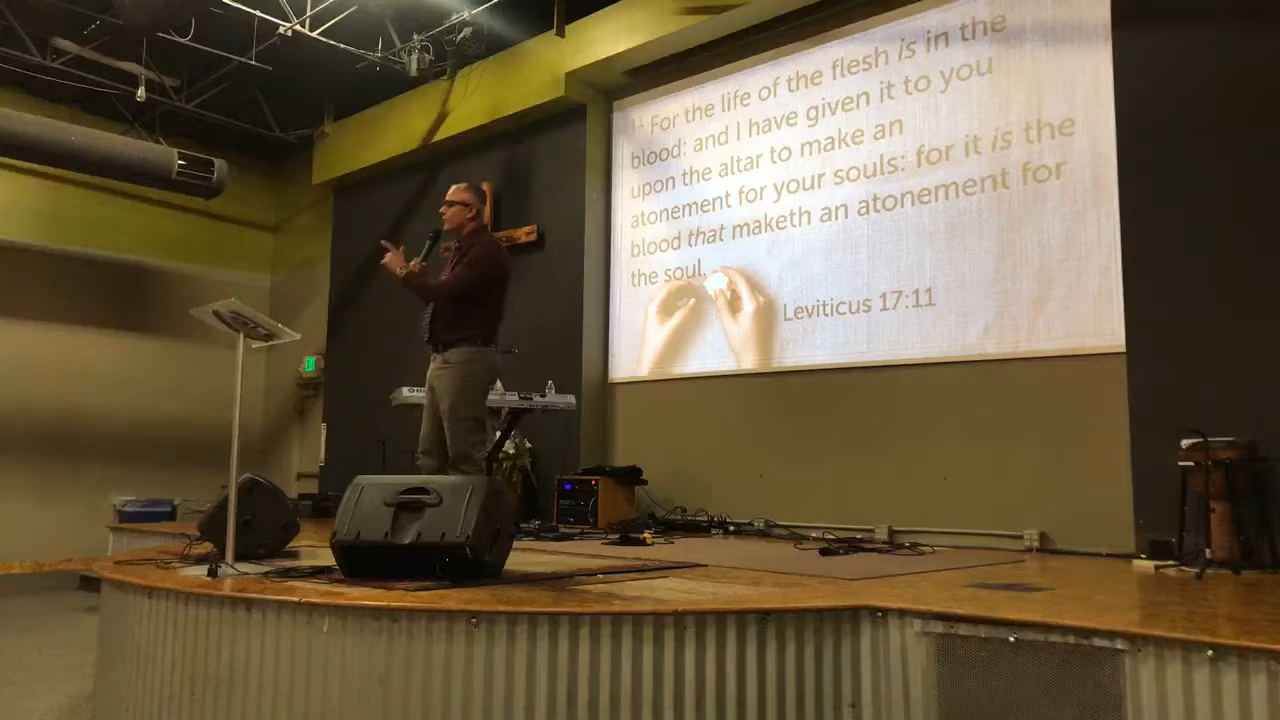 11 For the life of the flesh is in the
blood: and I have given it to you
upon the altar to make an
atonement for your souls: for it is the
blood that maketh an atonement for
the soul.
Leviticus 17:11